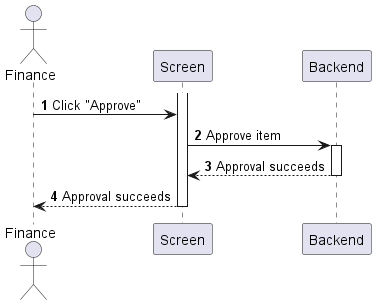 Finance
Screen
Backend
1 Click "Approve"
2 Approve item
3 Approval succeeds
4 Approval succeeds
Finance
Screen
Backend